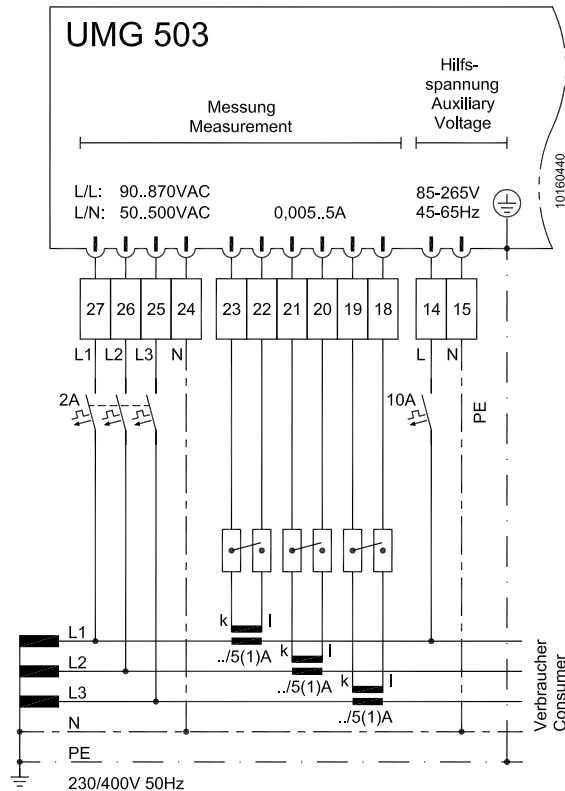 UMG 503
Hilfs-
spannung
Auxiliary
Voltage
Messung
Measurement
10160440
L/L: 90..870VAC
L/N: 50..500VAC
0,005..5A
85-265V
45-65Hz
27 26 25 24 23 22 21 20 19 18 14 15
L1 L2 L3 N L N
2A
10A
PE
L1
k l
../5(1)A
L2
k l
../5(1)A
L3
k l
../5(1)A
N
PE
230/400V 50Hz
Verbraucher
Consumer